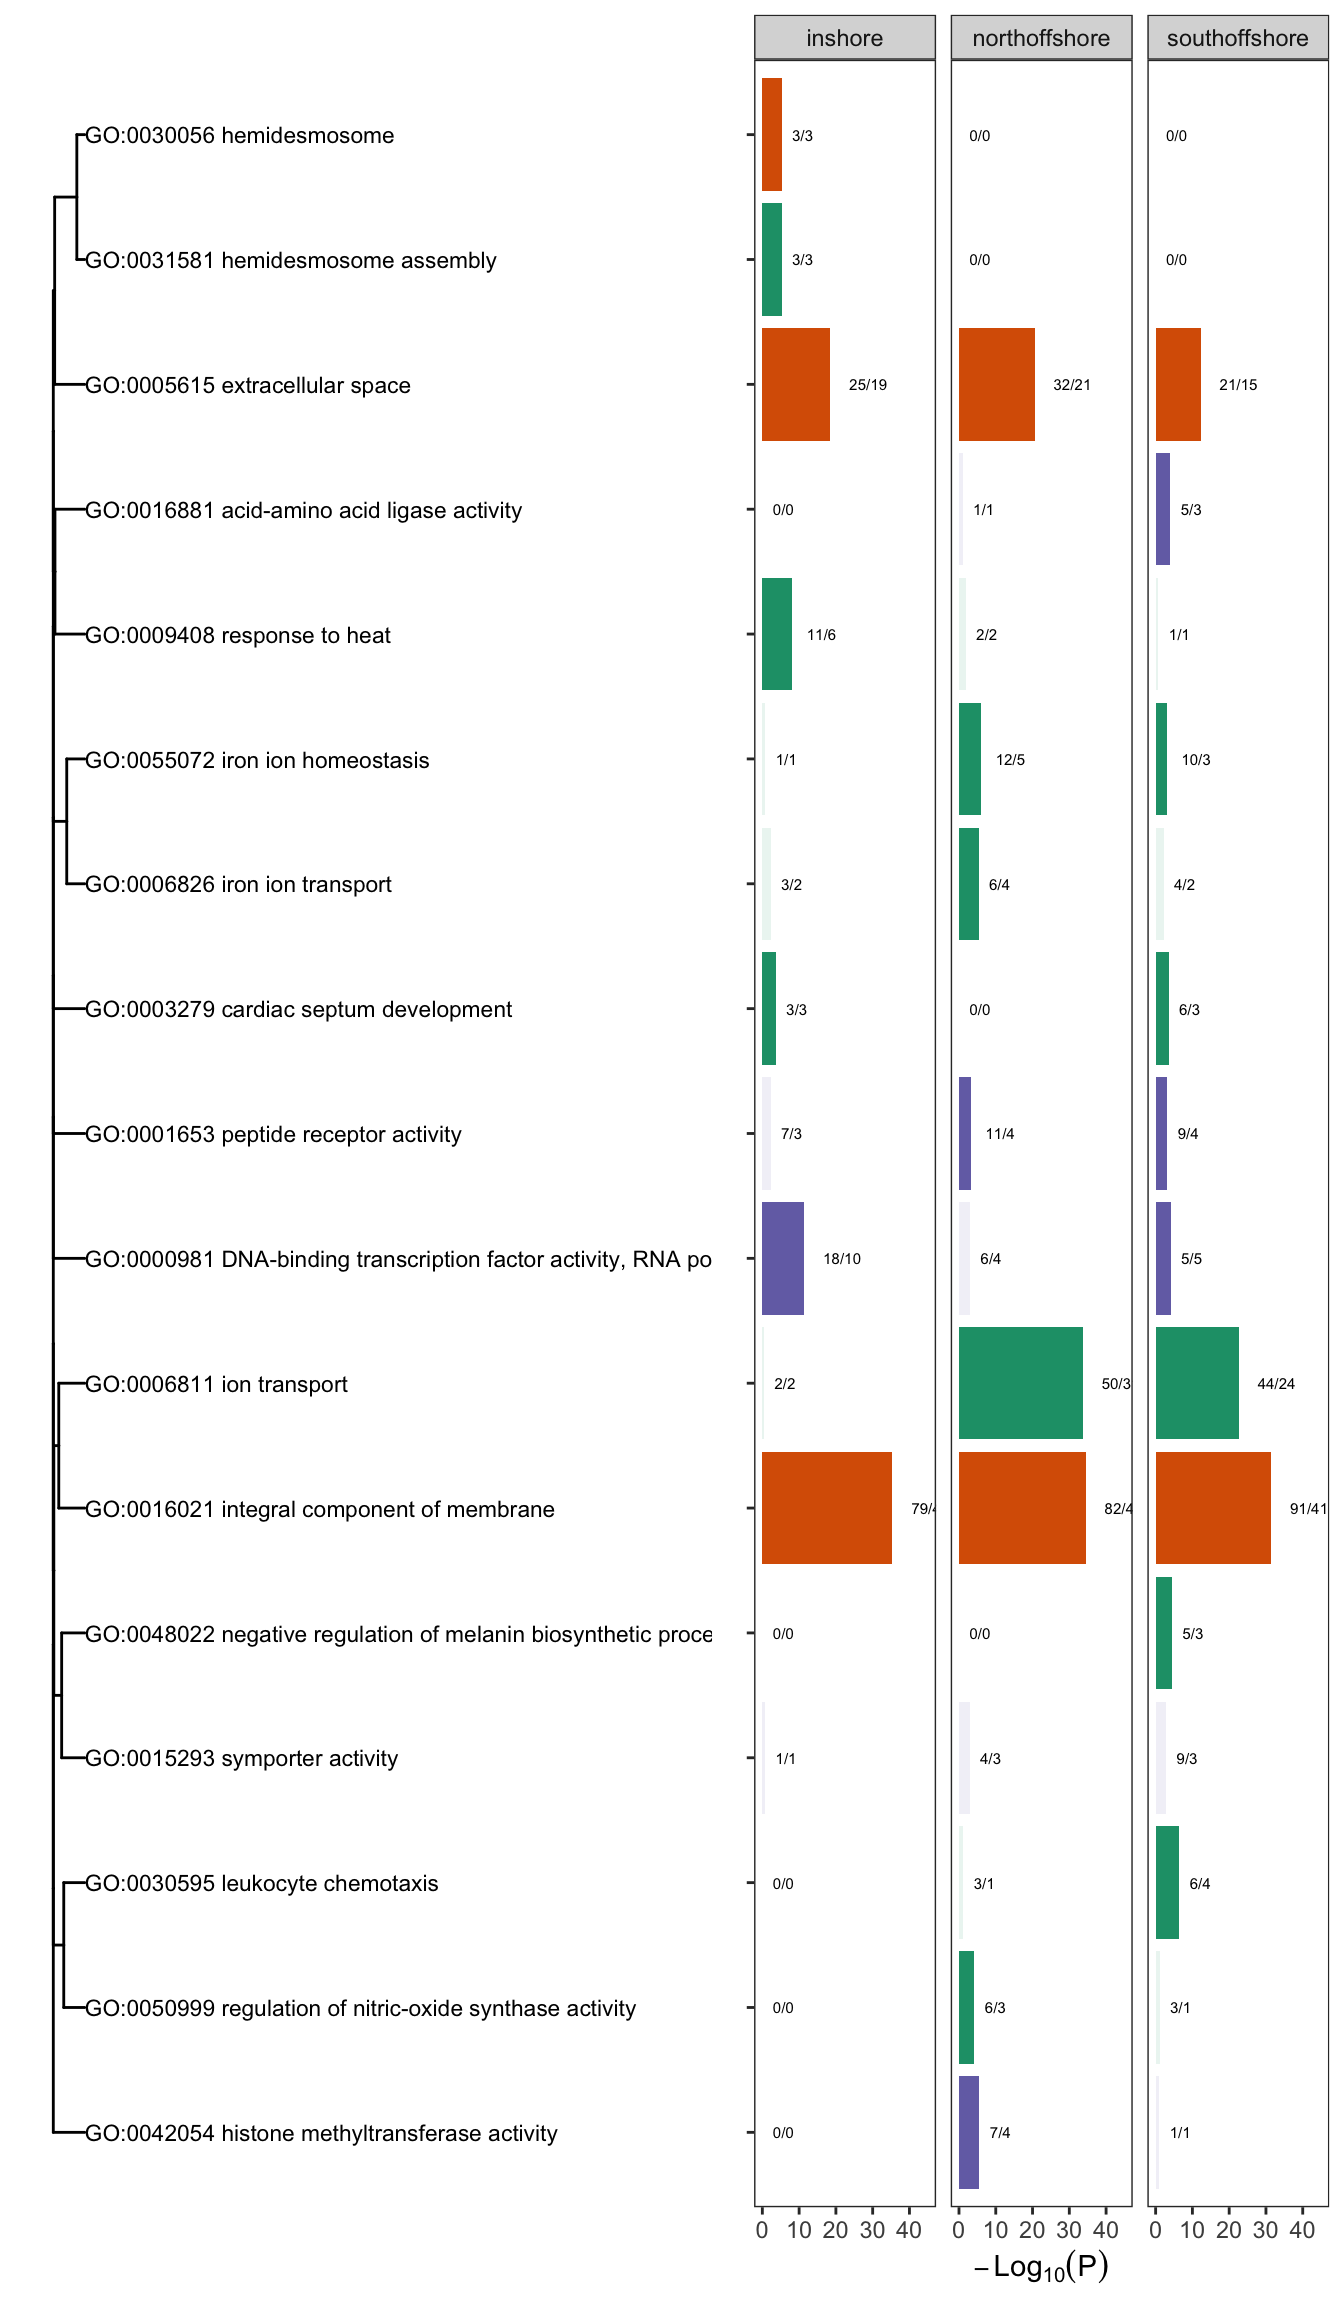 inshore northoffshore southoffshore
GO:0030056 hemidesmosome 3/3 0/0 0/0
GO:0031581 hemidesmosome assembly 3/3 0/0 0/0
GO:0005615 extracellular space 25/19 32/21 21/15
GO:0016881 acid-amino acid ligase activity 0/0 1/1 5/3
GO:0009408 response to heat 11/6 2/2 1/1
GO:0055072 iron ion homeostasis 1/1 12/5 10/3
GO:0006826 iron ion transport 3/2 6/4 4/2
GO:0003279 cardiac septum development 3/3 0/0 6/3
GO:0001653 peptide receptor activity 7/3 11/4 9/4
GO:0000981 DNA-binding transcription factor activity, RNA po 18/10 6/4 5/5
GO:0006811 ion transport 2/2 50/3 44/24
GO:0016021 integral component of membrane 79/4 82/4 91/41
GO:0048022 negative regulation of melanin biosynthetic proce 0/0 0/0 5/3
GO:0015293 symporter activity 1/1 4/3 9/3
GO:0030595 leukocyte chemotaxis 0/0 3/1 6/4
GO:0050999 regulation of nitric-oxide synthase activity 0/0 6/3 3/1
GO:0042054 histone methyltransferase activity 0/0 7/4 1/1
0 10 20 30 40 0 10 20 30 40 0 10 20 30 40
−Log10(P)